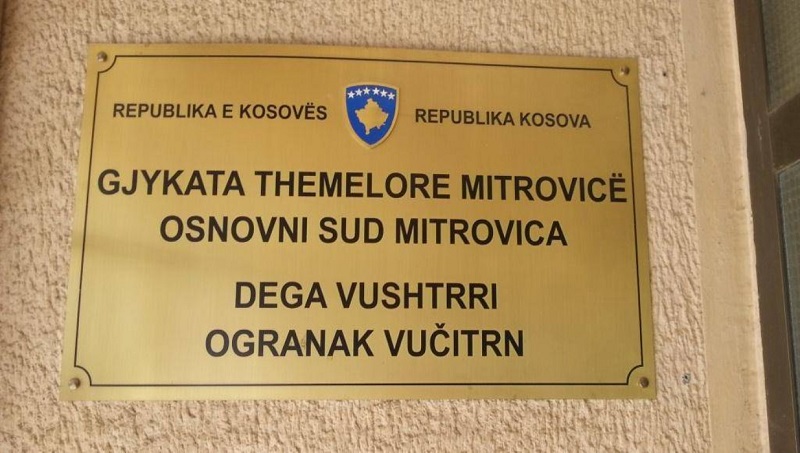 REPUBLIKA E KOSOVËS REPUBLIKA KOSOVA
GJYKATA THEMELORE MITROVICË
OSNOVNI SUD MITROVICA
DEGA VUSHTRRI
OGRANAK VUČITRN